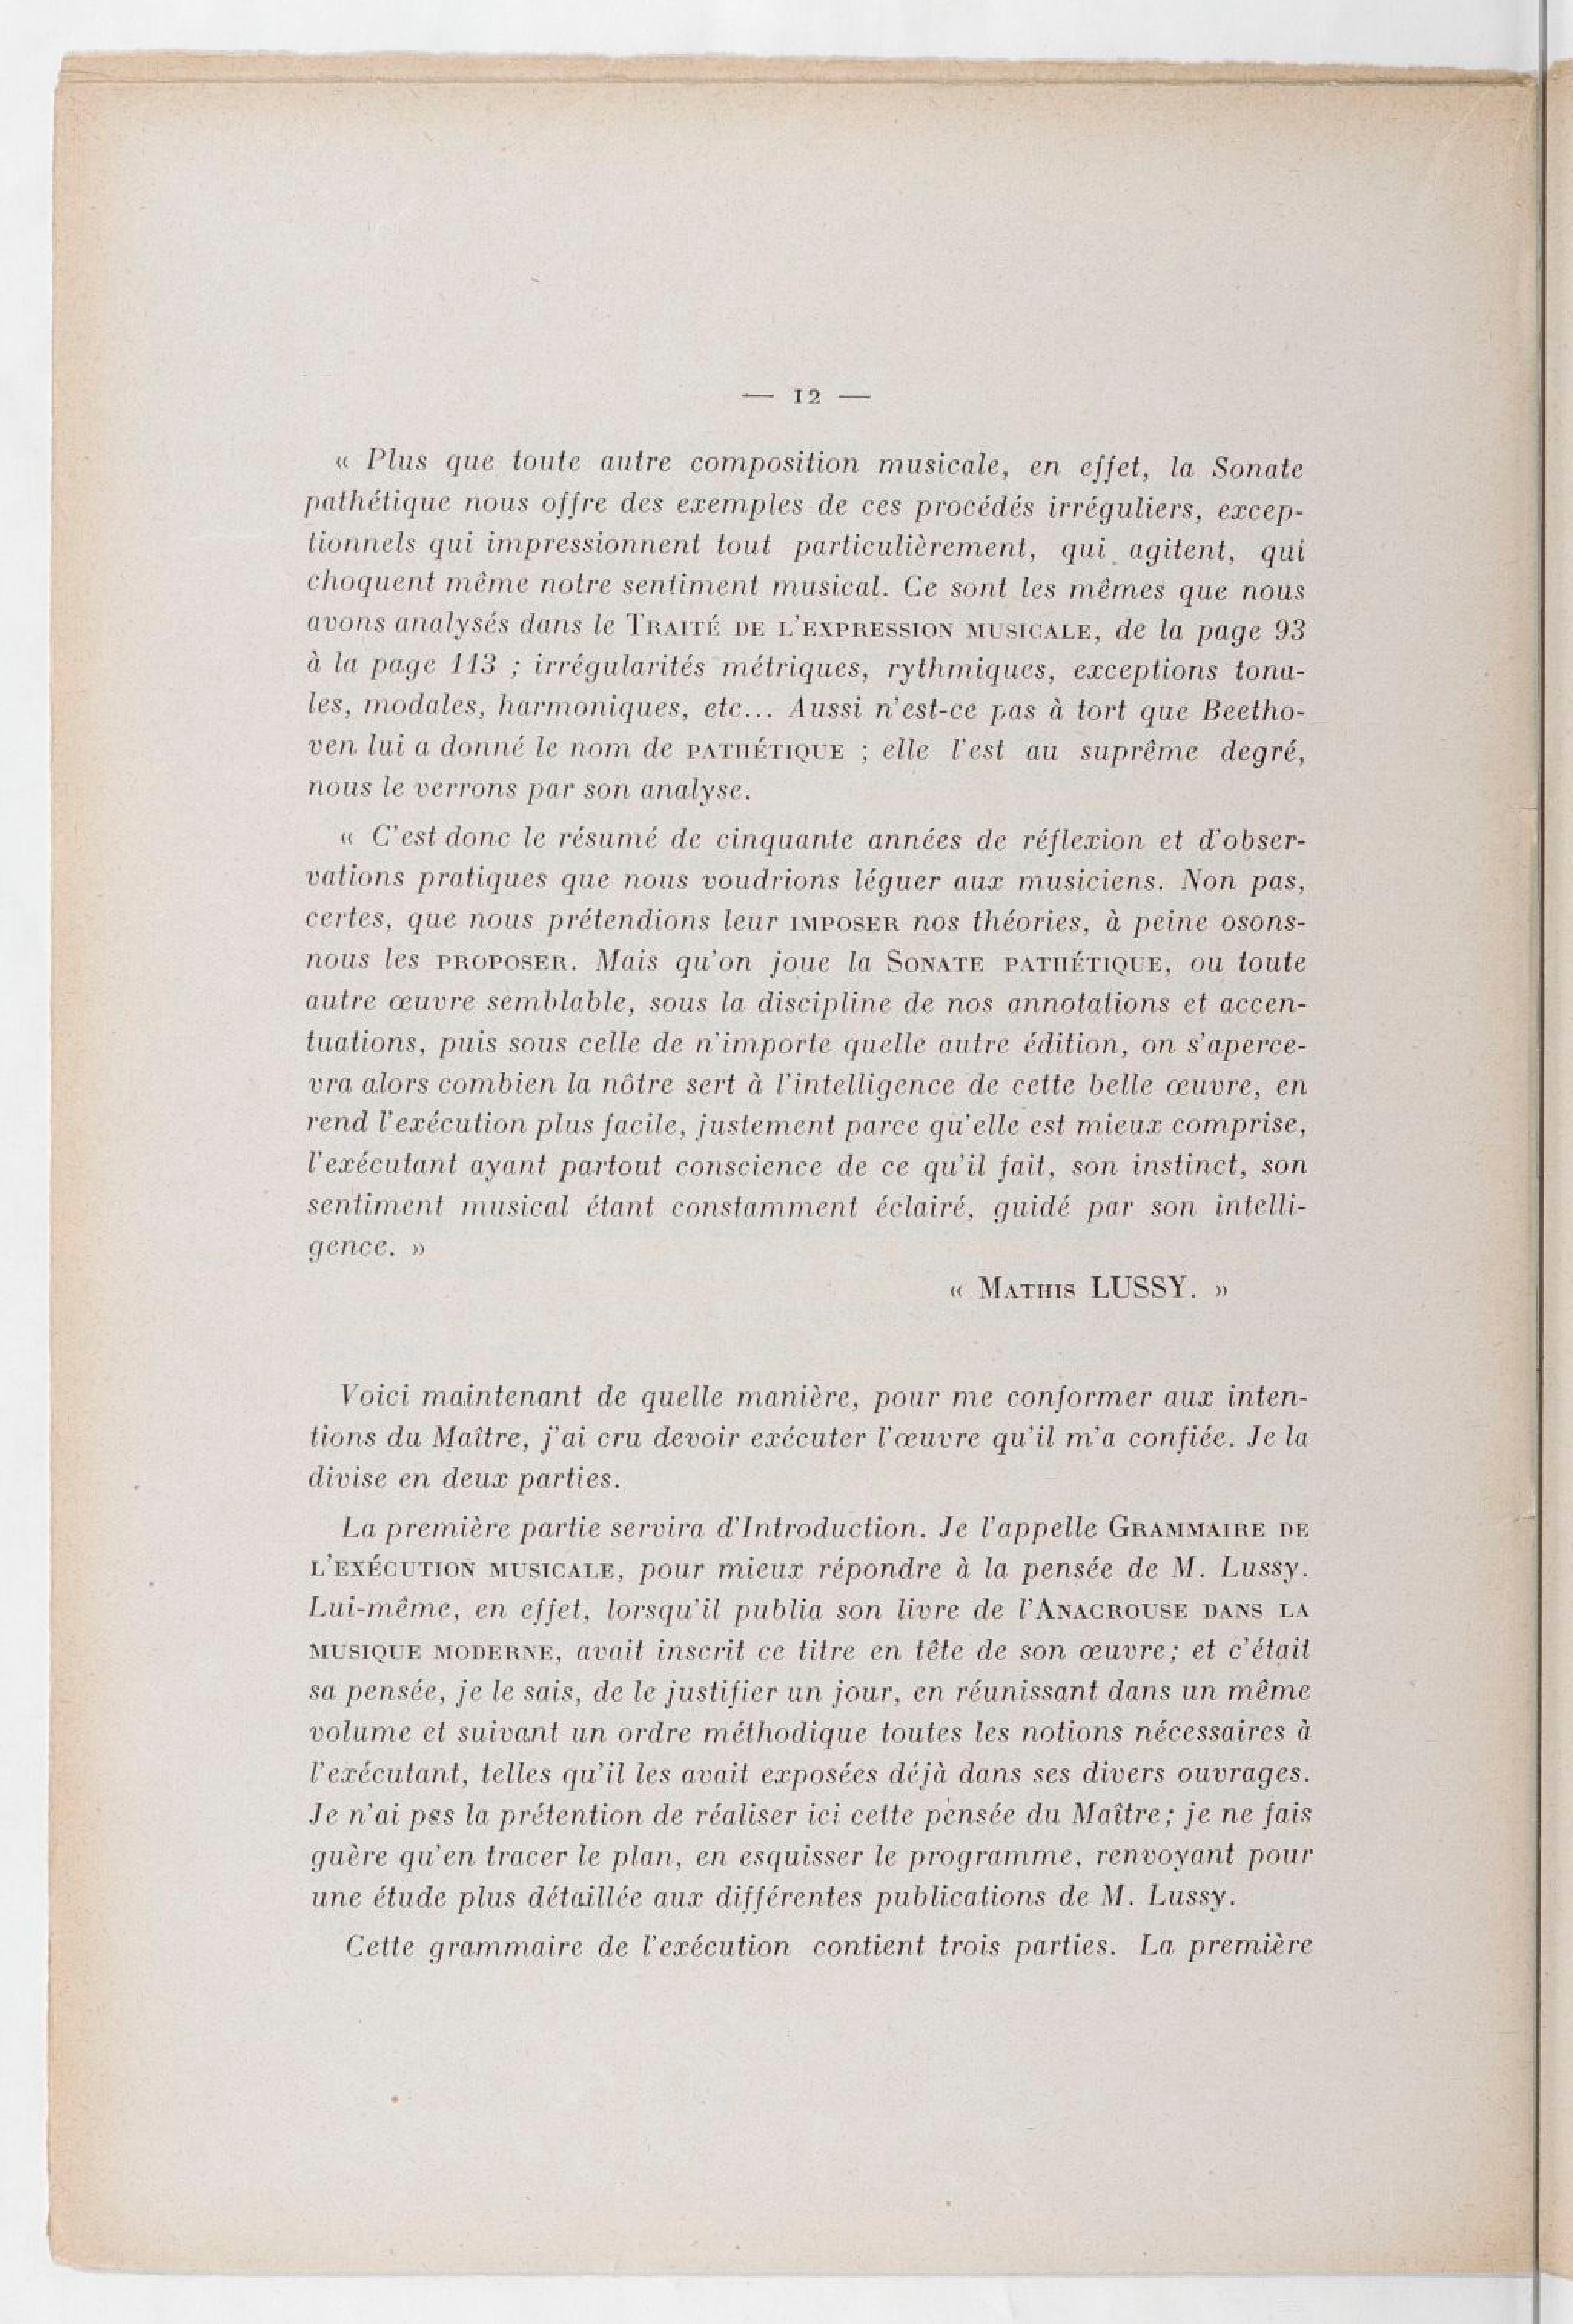 — 12 —
« Plus que toute autre composition musicale, en effet, la Sonate
pathétique nous offre des exemples de ces procédés irréguliers, excep-
tionnels qui impressionnent tout particulièrement, qui agitent, qui
choquent même notre sentiment musical. Ce sont les mêmes que nous
avons analysés dans le TRAITÉ DE L'EXPRESSION MUSICALE, de la page 93
à la page 113 ; irrégularités métriques, rythmiques, exceptions tona-
les, modales, harmoniques, etc... Aussi n'est-ce pas à tort que Beetho-
ven lui a donné le nom de PATHÉTIQUE ; elle l'est au suprême degré,
nous le verrons par son analyse.
« C'est donc le résumé de cinquante années de réflexion et d'obser-
vations pratiques que nous voudrions léguer aux musiciens. Non pas,
certes, que nous prétendions leur IMPOSER nos théories, à peine osons-
nous les PROPOSER. Mais qu'on joue la SONATE PATHÉTIQUE, ou toute
autre œuvre semblable, sous la discipline de nos annotations et accen-
tuations, puis sous celle de n'importe quelle autre édition, on s'aperce-
vra alors combien la nôtre sert à l'intelligence de cette belle œuvre, en
rend l'exécution plus facile, justement parce qu'elle est mieux comprise,
l'exécutant ayant partout conscience de ce qu'il fait, son instinct, son
sentiment musical étant constamment éclairé, guidé par son intelli-
gence. »
« MATHIS LUSSY. »
Voici maintenant de quelle manière, pour me conformer aux inten-
tions du Maître, j'ai cru devoir exécuter l'œuvre qu'il m'a confiée. Je la
divise en deux parties.
La première partie servira d'Introduction. Je l'appelle GRAMMAIRE DE
L'EXÉCUTION MUSICALE, pour mieux répondre à la pensée de M. Lussy.
Lui-même, en effet, lorsqu'il publia son livre de l'ANACROUSE DANS LA
MUSIQUE MODERNE, avait inscrit ce titre en tête de son œuvre; et c'était
sa pensée, je le sais, de le justifier un jour, en réunissant dans un même
volume et suivant un ordre méthodique toutes les notions nécessaires à
l'exécutant, telles qu'il les avait exposées déjà dans ses divers ouvrages.
Je n'ai pas la prétention de réaliser ici cette pensée du Maître; je ne fais
guère qu'en tracer le plan, en esquisser le programme, renvoyant pour
une étude plus détaillée aux différentes publications de M. Lussy.
Cette grammaire de l'exécution contient trois parties. La première